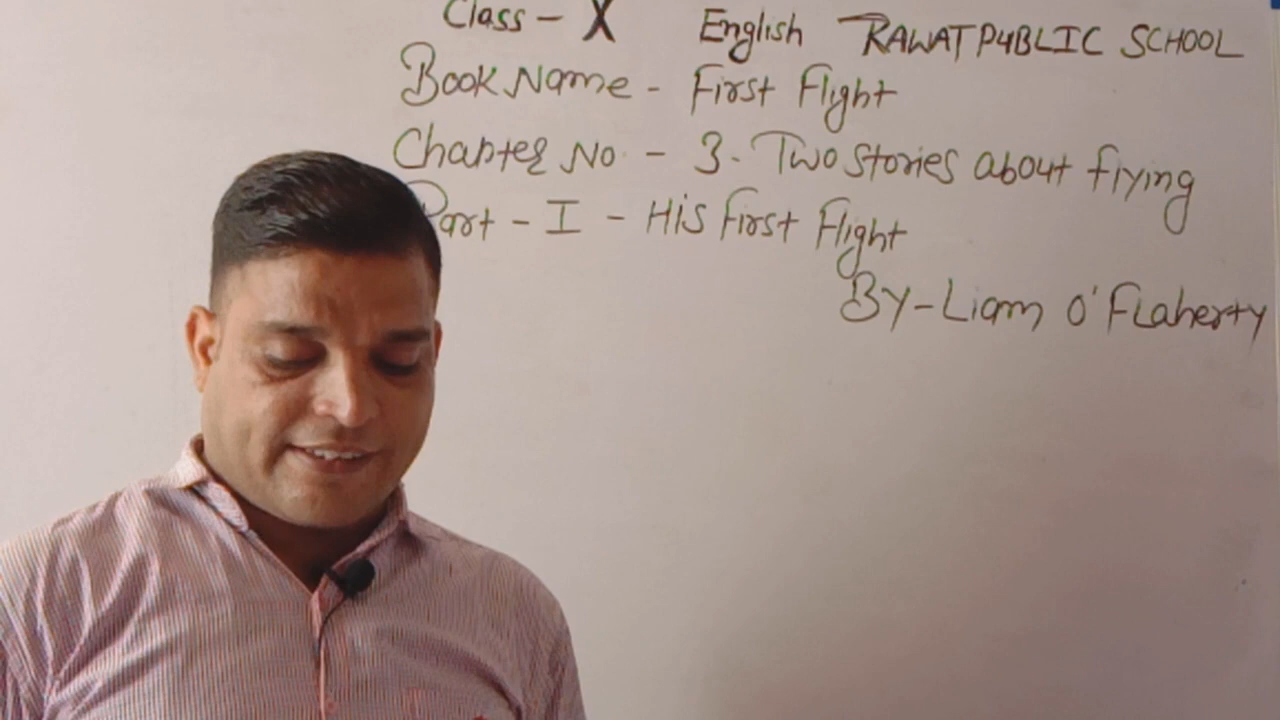 Class - X English RAWAT PUBLIC SCHOOL
Book Name - First Flight
Chapter No - 3. Two Stories about flying
Part - I - His First Flight
By - Liam O'Flaherty